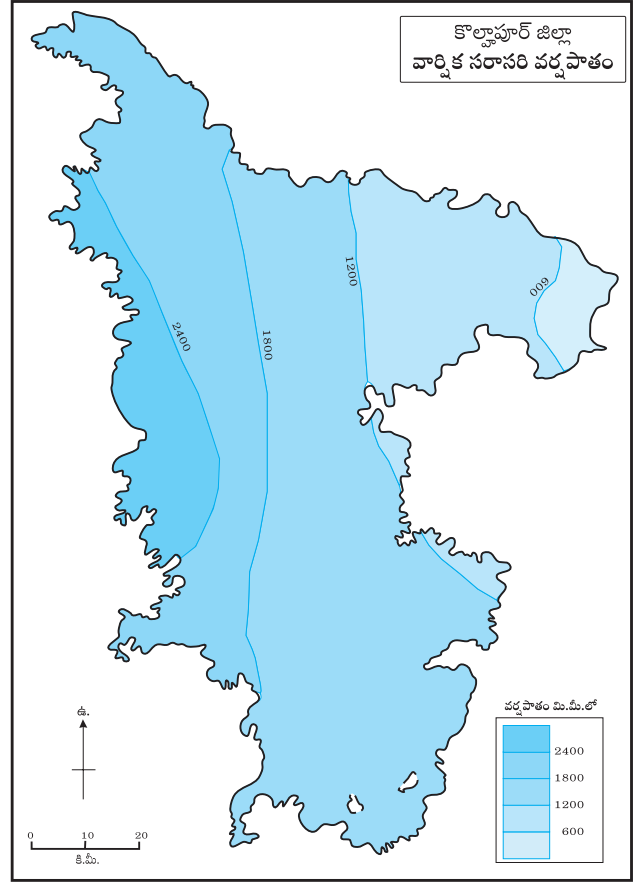 కొల్హాపూర్ జిల్లా
వార్షిక సరాసరి వర్షపాతం
1200
600
2400
1800
ఉ.
వర్షపాతం మి.మీ.లో
2400
1800
1200
600
0 10 20
కి.మీ.